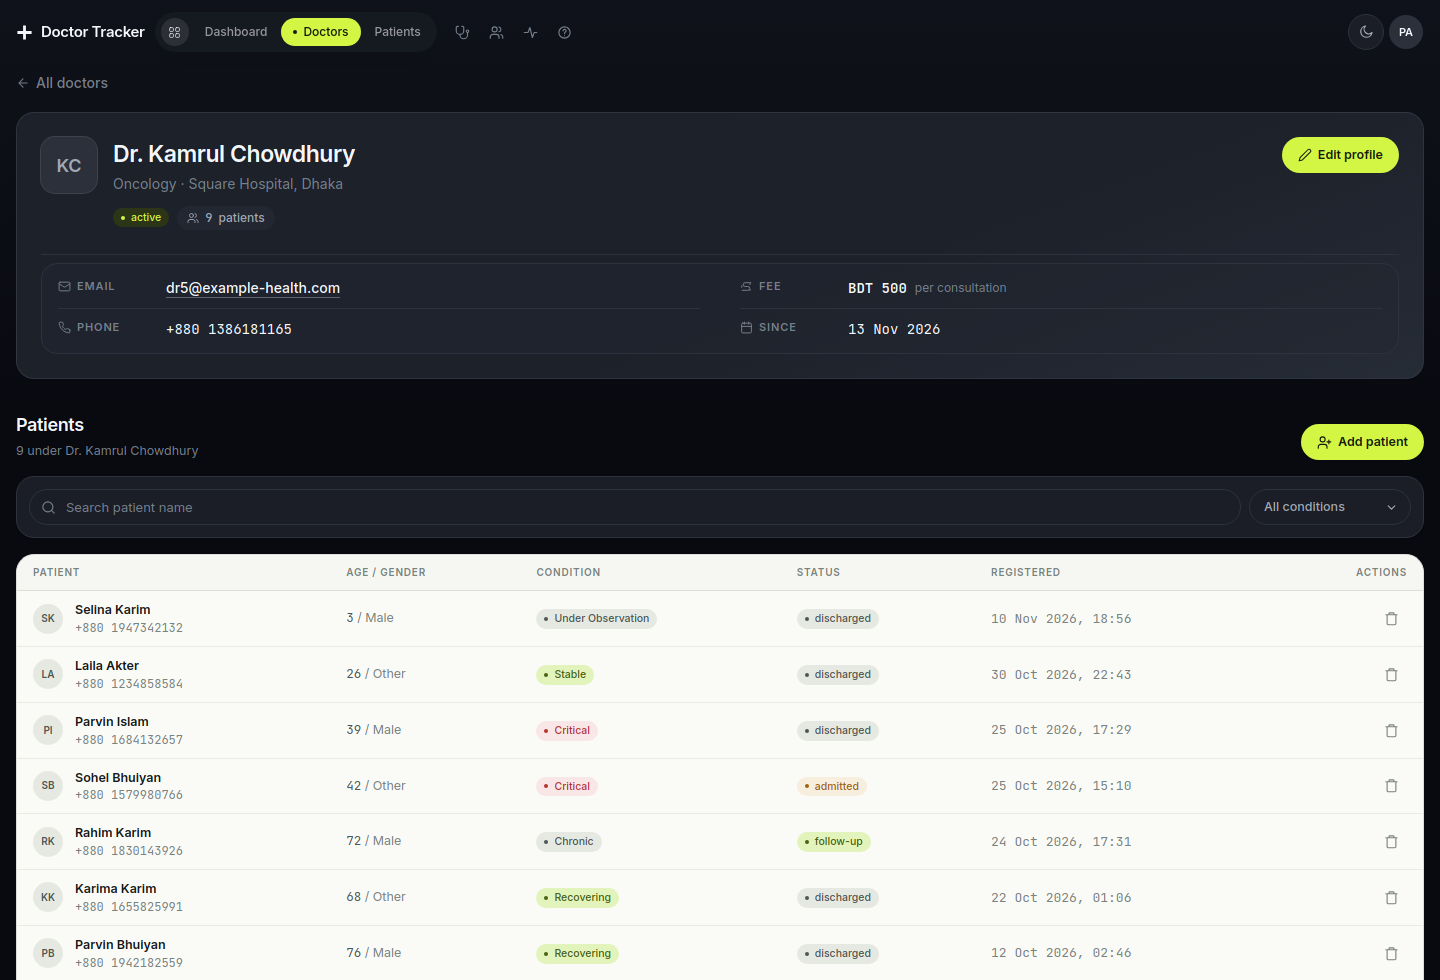 Doctor Tracker
Dashboard
Doctors
Patients
PA
All doctors
KC
Dr. Kamrul Chowdhury
Oncology · Square Hospital, Dhaka
active
9 patients
Edit profile
EMAIL dr5@example-health.com
FEE BDT 500 per consultation
PHONE +880 1386181165
SINCE 13 Nov 2026
Patients
9 under Dr. Kamrul Chowdhury
Add patient
Search patient name
All conditions
PATIENT AGE / GENDER CONDITION STATUS REGISTERED ACTIONS
SK Selina Karim
+880 1947342132
3 / Male Under Observation discharged 10 Nov 2026, 18:56
LA Laila Akter
+880 1234858584
26 / Other Stable discharged 30 Oct 2026, 22:43
PI Parvin Islam
+880 1684132657
39 / Male Critical discharged 25 Oct 2026, 17:29
SB Sohel Bhuiyan
+880 1579980766
42 / Other Critical admitted 25 Oct 2026, 15:10
RK Rahim Karim
+880 1830143926
72 / Male Chronic follow-up 24 Oct 2026, 17:31
KK Karima Karim
+880 1655825991
68 / Other Recovering discharged 22 Oct 2026, 01:06
PB Parvin Bhuiyan
+880 1942182559
76 / Male Recovering discharged 12 Oct 2026, 02:46